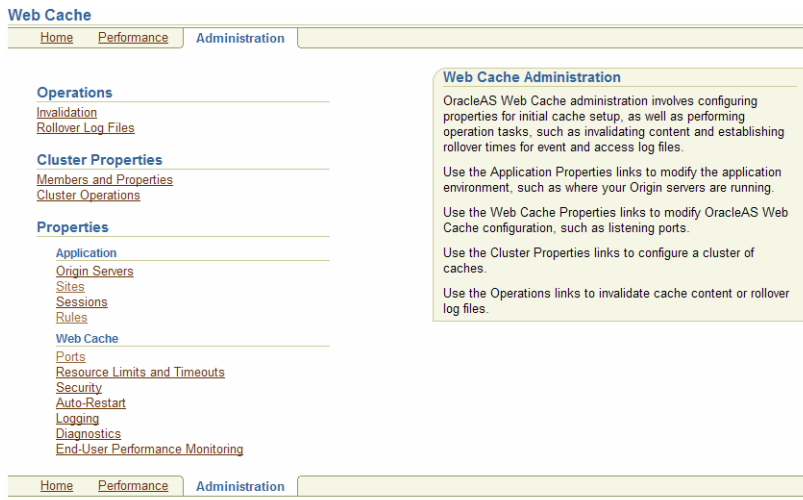 Web Cache
Home Performance Administration
Operations
Invalidation
Rollover Log Files
Cluster Properties
Members and Properties
Cluster Operations
Properties
Application
Origin Servers
Sites
Sessions
Rules
Web Cache
Ports
Resource Limits and Timeouts
Security
Auto-Restart
Logging
Diagnostics
End-User Performance Monitoring
Web Cache Administration
OracleAS Web Cache administration involves configuring
properties for initial cache setup, as well as performing
operation tasks, such as invalidating content and establishing
rollover times for event and access log files.
Use the Application Properties links to modify the application
environment, such as where your Origin servers are running.
Use the Web Cache Properties links to modify OracleAS Web
Cache configuration, such as listening ports.
Use the Cluster Properties links to configure a cluster of
caches.
Use the Operations links to invalidate cache content or rollover
log files.
Home Performance Administration